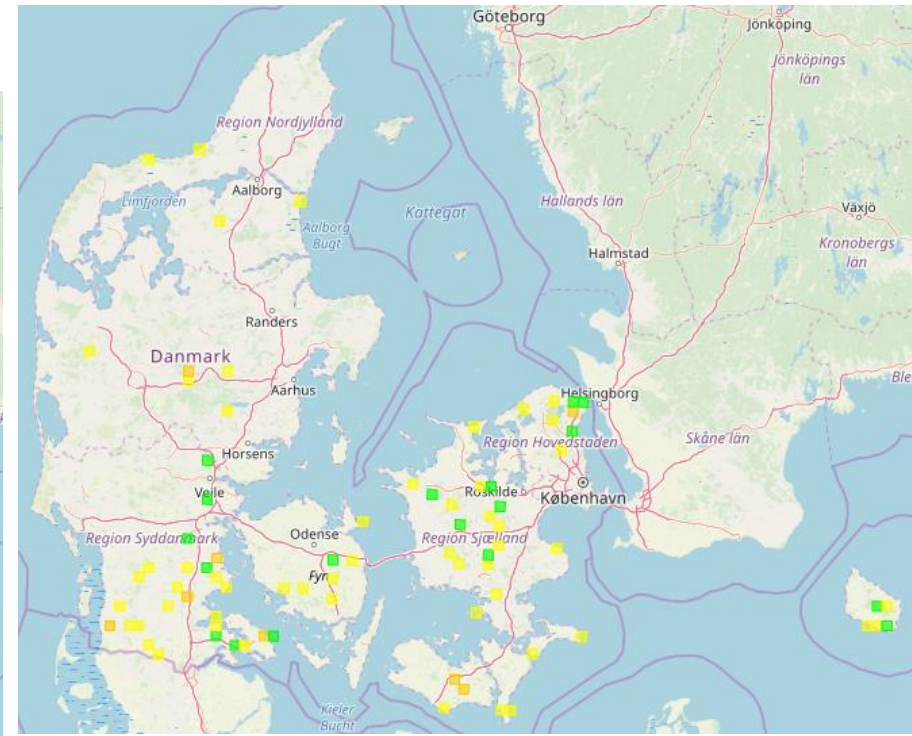 Göteborg
Jönköping
Jönköpings
län
Region Nordjylland
Aalborg
Limfjorden
Aalborg
Bugt
Kattegat
Hallands län
Växjö
Kronobergs
län
Halmstad
Randers
Danmark
Aarhus
Helsingborg
Ble
Skåne län
Region Hovedstaden
Horsens
Vejle
Roskilde
København
Region Syddanmark
Odense
Region Sjælland
Fyn
Kieler
Bucht